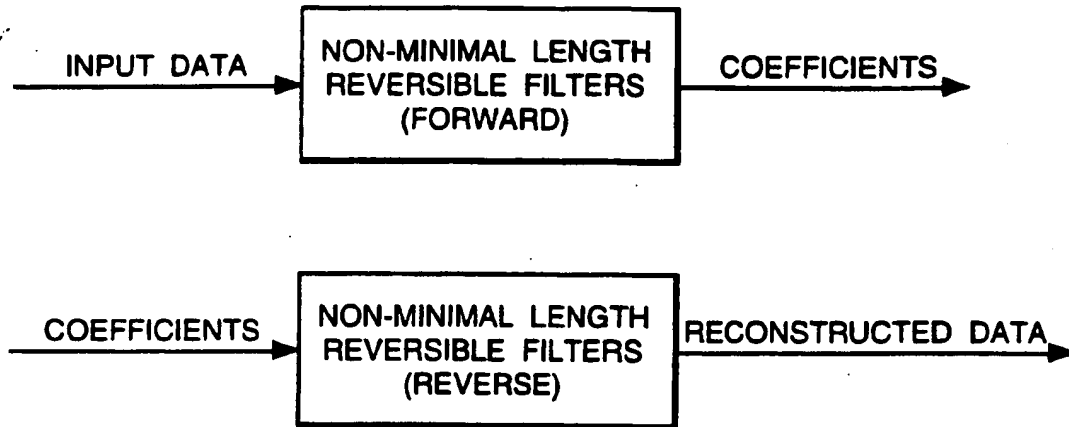 INPUT DATA
NON-MINIMAL LENGTH
REVERSIBLE FILTERS
(FORWARD)
COEFFICIENTS
COEFFICIENTS
NON-MINIMAL LENGTH
REVERSIBLE FILTERS
(REVERSE)
RECONSTRUCTED DATA